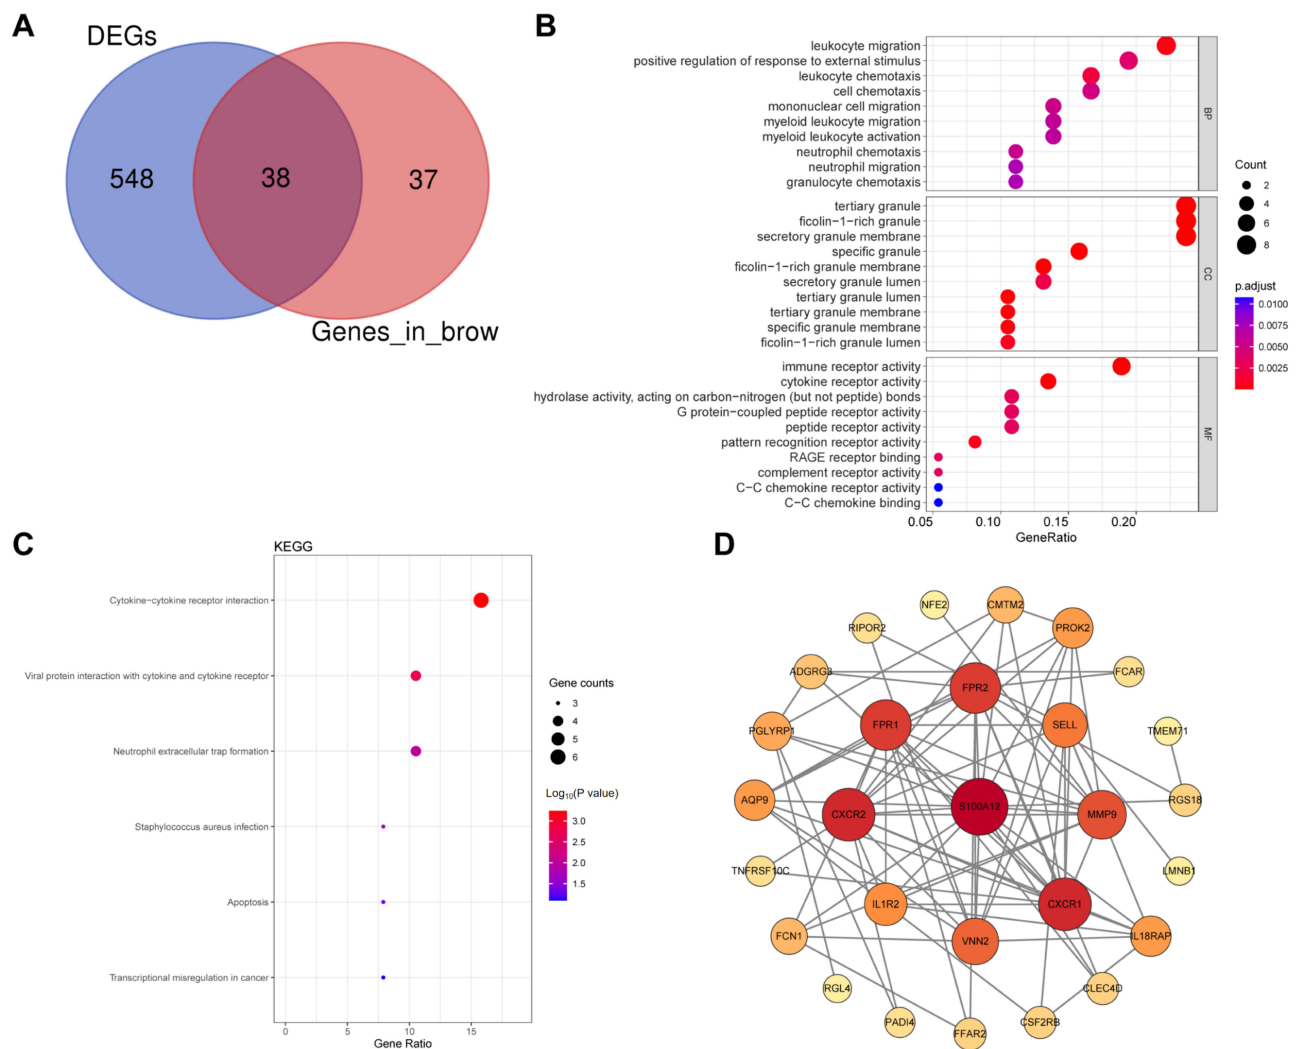 A
DEGs
548
38
37
Genes_in_brow
B
leukocyte migration
positive regulation of response to external stimulus
leukocyte chemotaxis
cell chemotaxis
mononuclear cell migration
myeloid leukocyte migration
myeloid leukocyte activation
neutrophil chemotaxis
neutrophil migration
granulocyte chemotaxis
BP
tertiary granule
ficolin−1−rich granule
secretory granule membrane
specific granule
ficolin−1−rich granule membrane
secretory granule lumen
tertiary granule lumen
tertiary granule membrane
specific granule membrane
ficolin−1−rich granule lumen
CC
immune receptor activity
cytokine receptor activity
hydrolase activity, acting on carbon−nitrogen (but not peptide) bonds
G protein−coupled peptide receptor activity
peptide receptor activity
pattern recognition receptor activity
RAGE receptor binding
complement receptor activity
C−C chemokine receptor activity
C−C chemokine binding
MF
0.05 0.10 0.15 0.20
GeneRatio
Count
2
4
6
8
p.adjust
0.0100
0.0075
0.0050
0.0025
C
KEGG
Cytokine−cytokine receptor interaction
Viral protein interaction with cytokine and cytokine receptor
Neutrophil extracellular trap formation
Staphylococcus aureus infection
Apoptosis
Transcriptional misregulation in cancer
0 5 10 15
Gene Ratio
Gene counts
3
4
5
6
Log10(P value)
3.0
2.5
2.0
1.5
D
NFE2
CMTM2
RIPOR2
PROK2
ADGRG3
FPR2
FCAR
PGLYRP1
FPR1
SELL
TMEM71
AQP9
CXCR2
S100A12
MMP9
RGS18
TNFRSF10C
LMNB1
IL1R2
CXCR1
FCN1
VNN2
IL18RAP
RGL4
CLEC4D
PADI4
FFAR2
CSF2RB